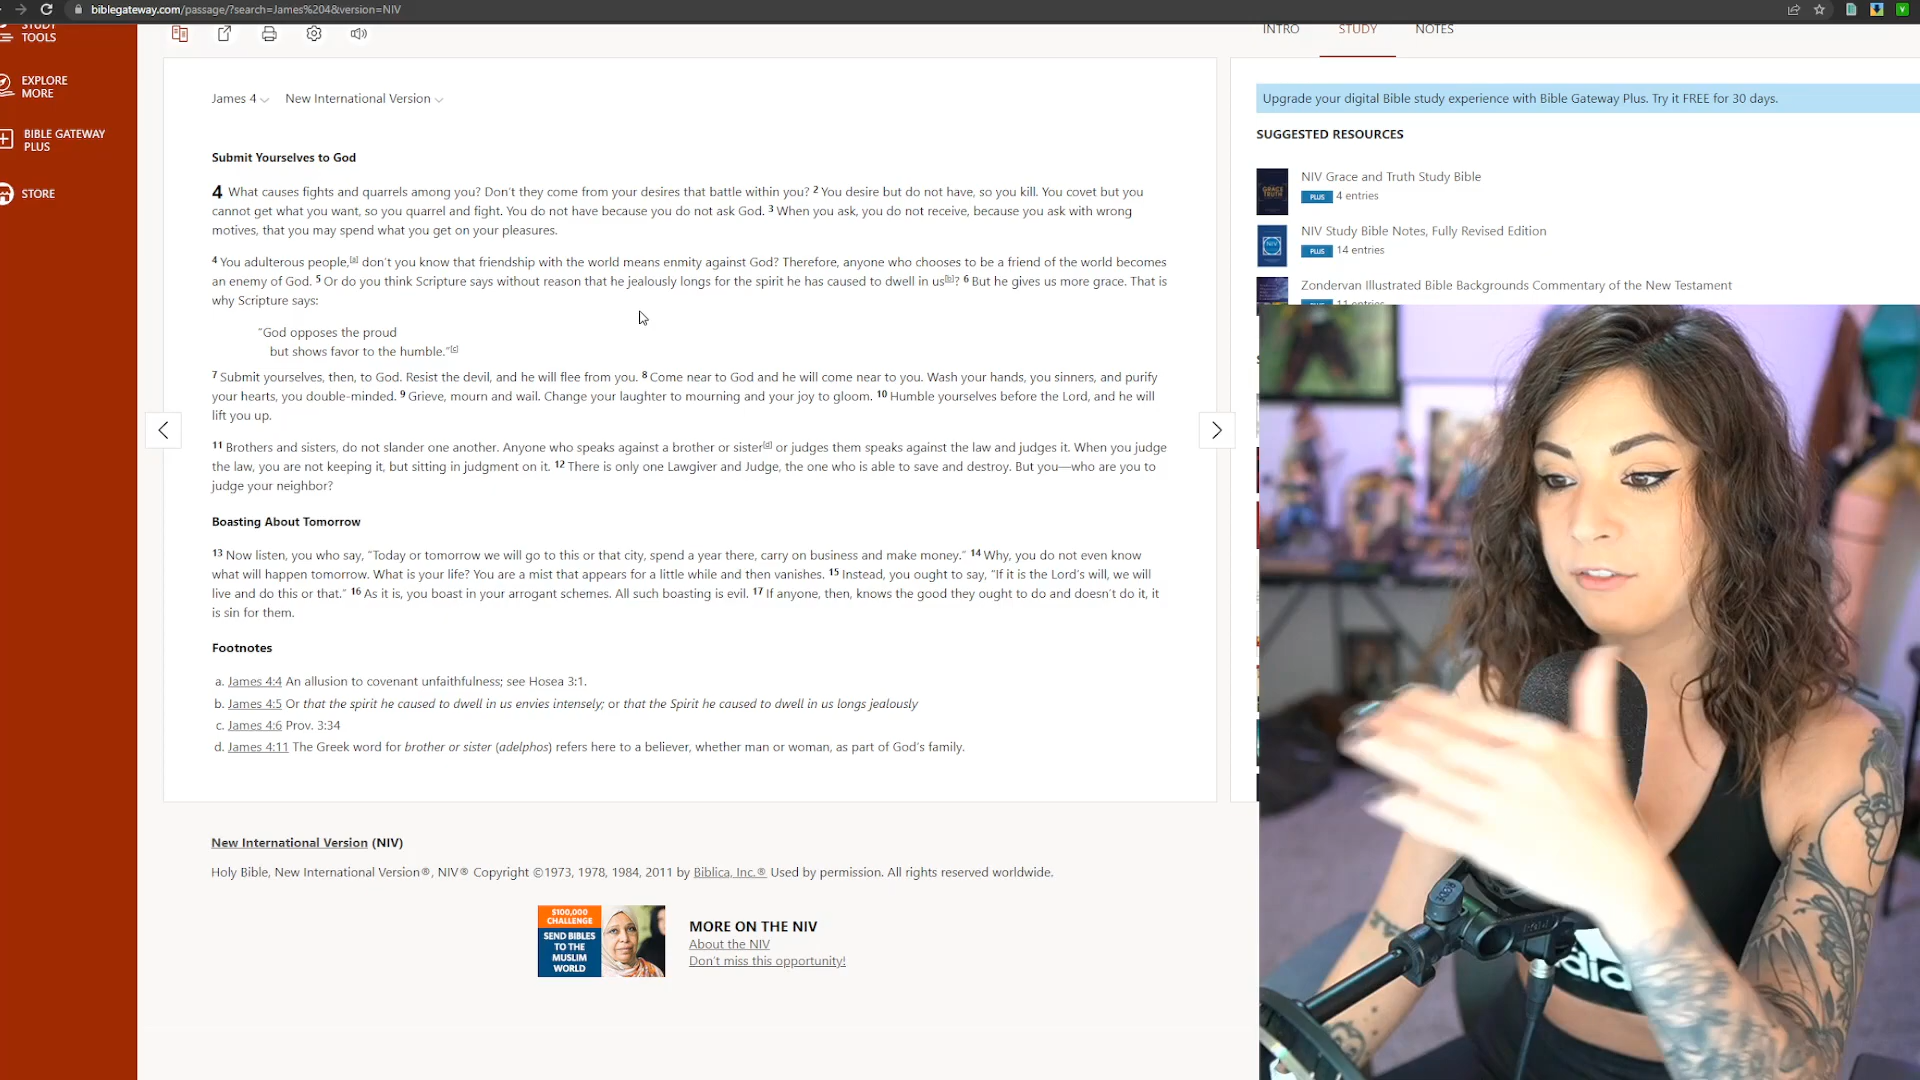 biblegateway.com/passage/?search=James%204&version=NIV
TOOLS
EXPLORE
MORE
BIBLE GATEWAY
PLUS
STORE
INTRO STUDY NOTES
James 4 New International Version
Submit Yourselves to God
4 What causes fights and quarrels among you? Don't they come from your desires that battle within you? 2 You desire but do not have, so you kill. You covet but you
cannot get what you want, so you quarrel and fight. You do not have because you do not ask God. 3 When you ask, you do not receive, because you ask with wrong
motives, that you may spend what you get on your pleasures.
4 You adulterous people,[a] don't you know that friendship with the world means enmity against God? Therefore, anyone who chooses to be a friend of the world becomes
an enemy of God. 5 Or do you think Scripture says without reason that he jealously longs for the spirit he has caused to dwell in us[b]? 6 But he gives us more grace. That is
why Scripture says:
"God opposes the proud
but shows favor to the humble."[c]
7 Submit yourselves, then, to God. Resist the devil, and he will flee from you. 8 Come near to God and he will come near to you. Wash your hands, you sinners, and purify
your hearts, you double-minded. 9 Grieve, mourn and wail. Change your laughter to mourning and your joy to gloom. 10 Humble yourselves before the Lord, and he will
lift you up.
11 Brothers and sisters, do not slander one another. Anyone who speaks against a brother or sister[d] or judges them speaks against the law and judges it. When you judge
the law, you are not keeping it, but sitting in judgment on it. 12 There is only one Lawgiver and Judge, the one who is able to save and destroy. But you—who are you to
judge your neighbor?
Boasting About Tomorrow
13 Now listen, you who say, "Today or tomorrow we will go to this or that city, spend a year there, carry on business and make money." 14 Why, you do not even know
what will happen tomorrow. What is your life? You are a mist that appears for a little while and then vanishes. 15 Instead, you ought to say, "If it is the Lord's will, we will
live and do this or that." 16 As it is, you boast in your arrogant schemes. All such boasting is evil. 17 If anyone, then, knows the good they ought to do and doesn't do it, it
is sin for them.
Footnotes
a. James 4:4 An allusion to covenant unfaithfulness; see Hosea 3:1.
b. James 4:5 Or that the spirit he caused to dwell in us envies intensely; or that the Spirit he caused to dwell in us longs jealously
c. James 4:6 Prov. 3:34
d. James 4:11 The Greek word for brother or sister (adelphos) refers here to a believer, whether man or woman, as part of God's family.
New International Version (NIV)
Holy Bible, New International Version®, NIV® Copyright ©1973, 1978, 1984, 2011 by Biblica, Inc.® Used by permission. All rights reserved worldwide.
$100,000
CHALLENGE
SEND BIBLES
TO THE
MUSLIM
WORLD
MORE ON THE NIV
About the NIV
Don't miss this opportunity!
Upgrade your digital Bible study experience with Bible Gateway Plus. Try it FREE for 30 days.
SUGGESTED RESOURCES
NIV Grace and Truth Study Bible
PLUS 4 entries
GRACE
TRUTH
NIV Study Bible Notes, Fully Revised Edition
PLUS 14 entries
NIV
Zondervan Illustrated Bible Backgrounds Commentary of the New Testament